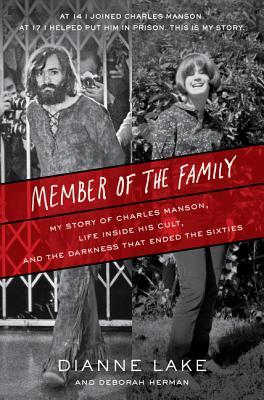 AT 14 I JOINED CHARLES MANSON.
AT 17 I HELPED PUT HIM IN PRISON. THIS IS MY STORY.
MEMBER OF THE FAMILY
MY STORY OF CHARLES MANSON,
LIFE INSIDE HIS CULT,
AND THE DARKNESS THAT ENDED THE SIXTIES
DIANNE LAKE
AND DEBORAH HERMAN